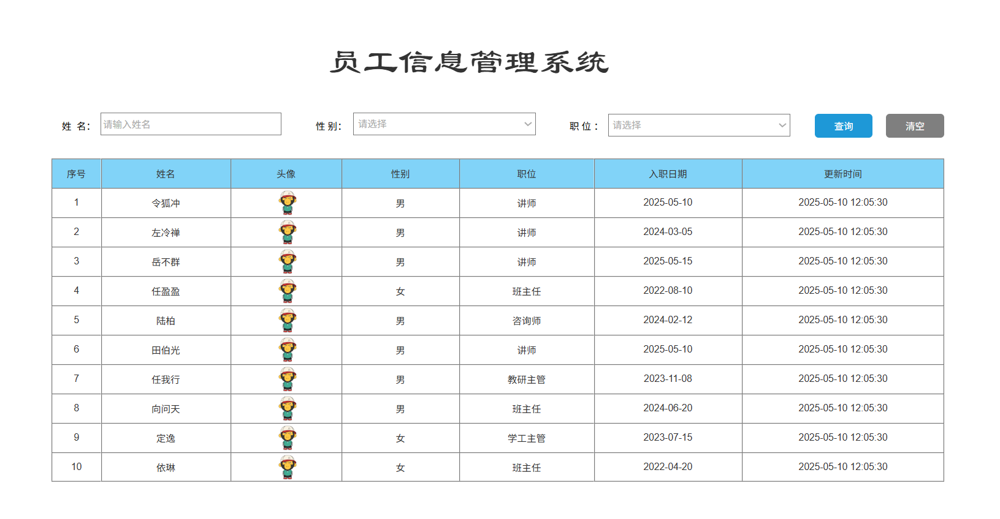 员工信息管理系统
姓 名： 请输入姓名 性 别： 请选择 职 位： 请选择 查询 清空
序号 姓名 头像 性别 职位 入职日期 更新时间
1 令狐冲 男 讲师 2025-05-10 2025-05-10 12:05:30
2 左冷禅 男 讲师 2024-03-05 2025-05-10 12:05:30
3 岳不群 男 讲师 2025-05-15 2025-05-10 12:05:30
4 任盈盈 女 班主任 2022-08-10 2025-05-10 12:05:30
5 陆柏 男 咨询师 2024-02-12 2025-05-10 12:05:30
6 田伯光 男 讲师 2025-05-10 2025-05-10 12:05:30
7 任我行 男 教研主管 2023-11-08 2025-05-10 12:05:30
8 向问天 男 班主任 2024-06-20 2025-05-10 12:05:30
9 定逸 女 学工主管 2023-07-15 2025-05-10 12:05:30
10 依琳 女 班主任 2022-04-20 2025-05-10 12:05:30